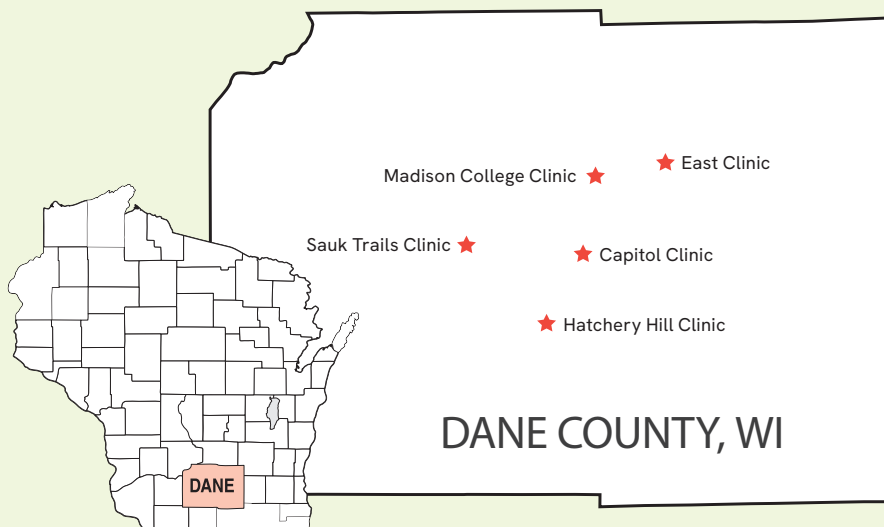 East Clinic
Madison College Clinic
Sauk Trails Clinic
Capitol Clinic
Hatchery Hill Clinic
DANE COUNTY, WI
DANE